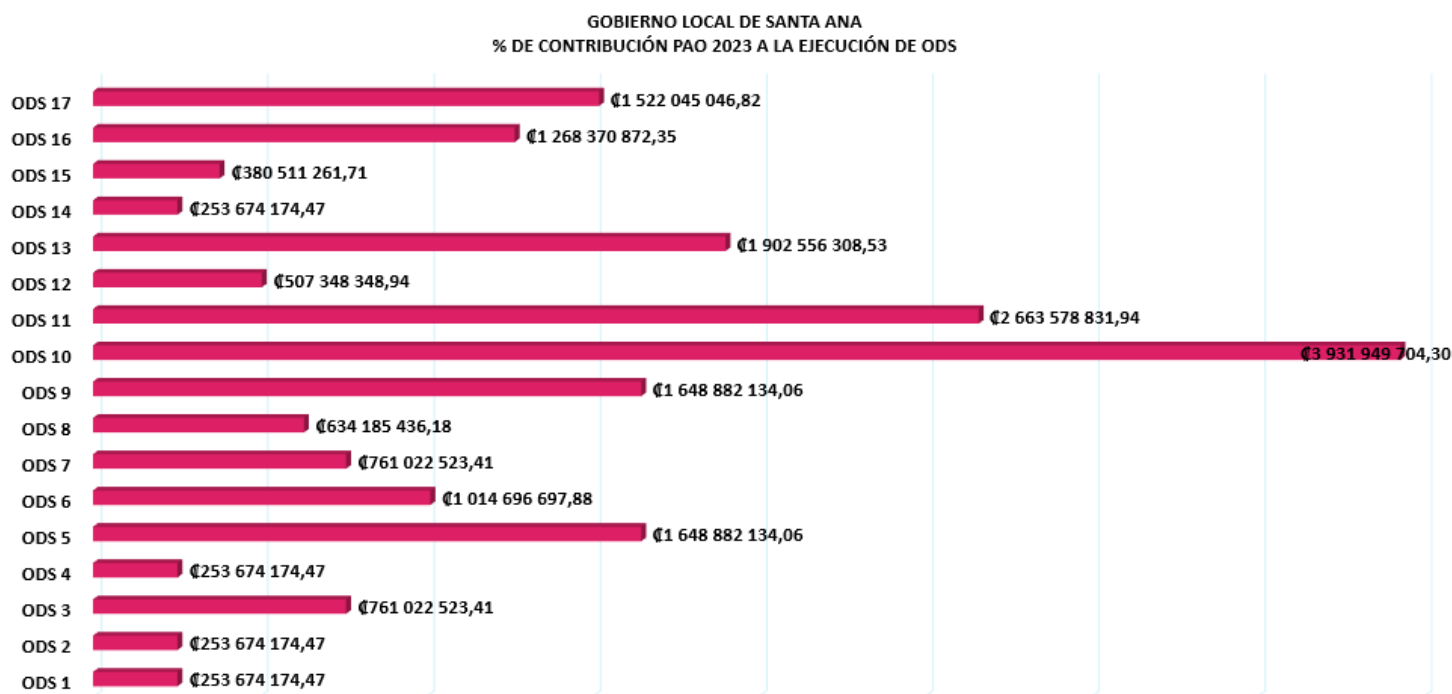 GOBIERNO LOCAL DE SANTA ANA
% DE CONTRIBUCIÓN PAO 2023 A LA EJECUCIÓN DE ODS
ODS 17 ₡1 522 045 046,82
ODS 16 ₡1 268 370 872,35
ODS 15 ₡380 511 261,71
ODS 14 ₡253 674 174,47
ODS 13 ₡1 902 556 308,53
ODS 12 ₡507 348 348,94
ODS 11 ₡2 663 578 831,94
ODS 10 ₡3 931 949 704,30
ODS 9 ₡1 648 882 134,06
ODS 8 ₡634 185 436,18
ODS 7 ₡761 022 523,41
ODS 6 ₡1 014 696 697,88
ODS 5 ₡1 648 882 134,06
ODS 4 ₡253 674 174,47
ODS 3 ₡761 022 523,41
ODS 2 ₡253 674 174,47
ODS 1 ₡253 674 174,47